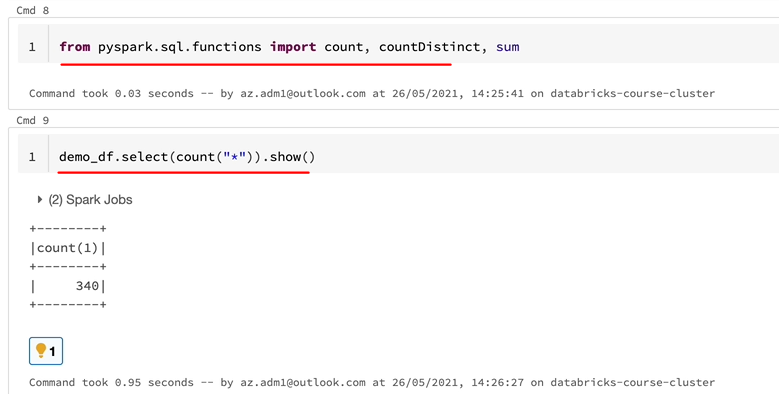 Cmd 8
1 from pyspark.sql.functions import count, countDistinct, sum
Command took 0.03 seconds -- by az.adm1@outlook.com at 26/05/2021, 14:25:41 on databricks-course-cluster
Cmd 9
1 demo_df.select(count("*")).show()
(2) Spark Jobs
+--------+
|count(1)|
+--------+
|     340|
+--------+
1
Command took 0.95 seconds -- by az.adm1@outlook.com at 26/05/2021, 14:26:27 on databricks-course-cluster